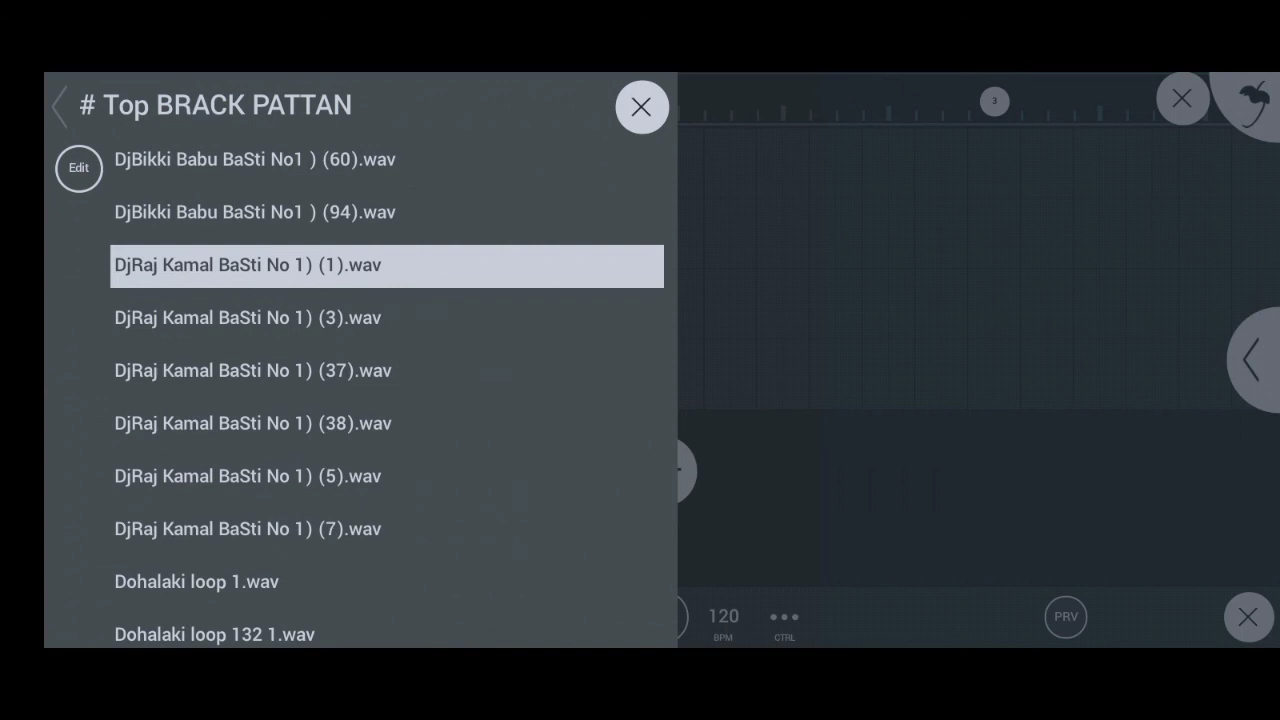 # Top BRACK PATTAN
3
Edit
DjBikki Babu BaSti No1 ) (60).wav
DjBikki Babu BaSti No1 ) (94).wav
DjRaj Kamal BaSti No 1) (1).wav
DjRaj Kamal BaSti No 1) (3).wav
DjRaj Kamal BaSti No 1) (37).wav
DjRaj Kamal BaSti No 1) (38).wav
DjRaj Kamal BaSti No 1) (5).wav
DjRaj Kamal BaSti No 1) (7).wav
Dohalaki loop 1.wav
Dohalaki loop 132 1.wav
120
BPM
CTRL
PRV